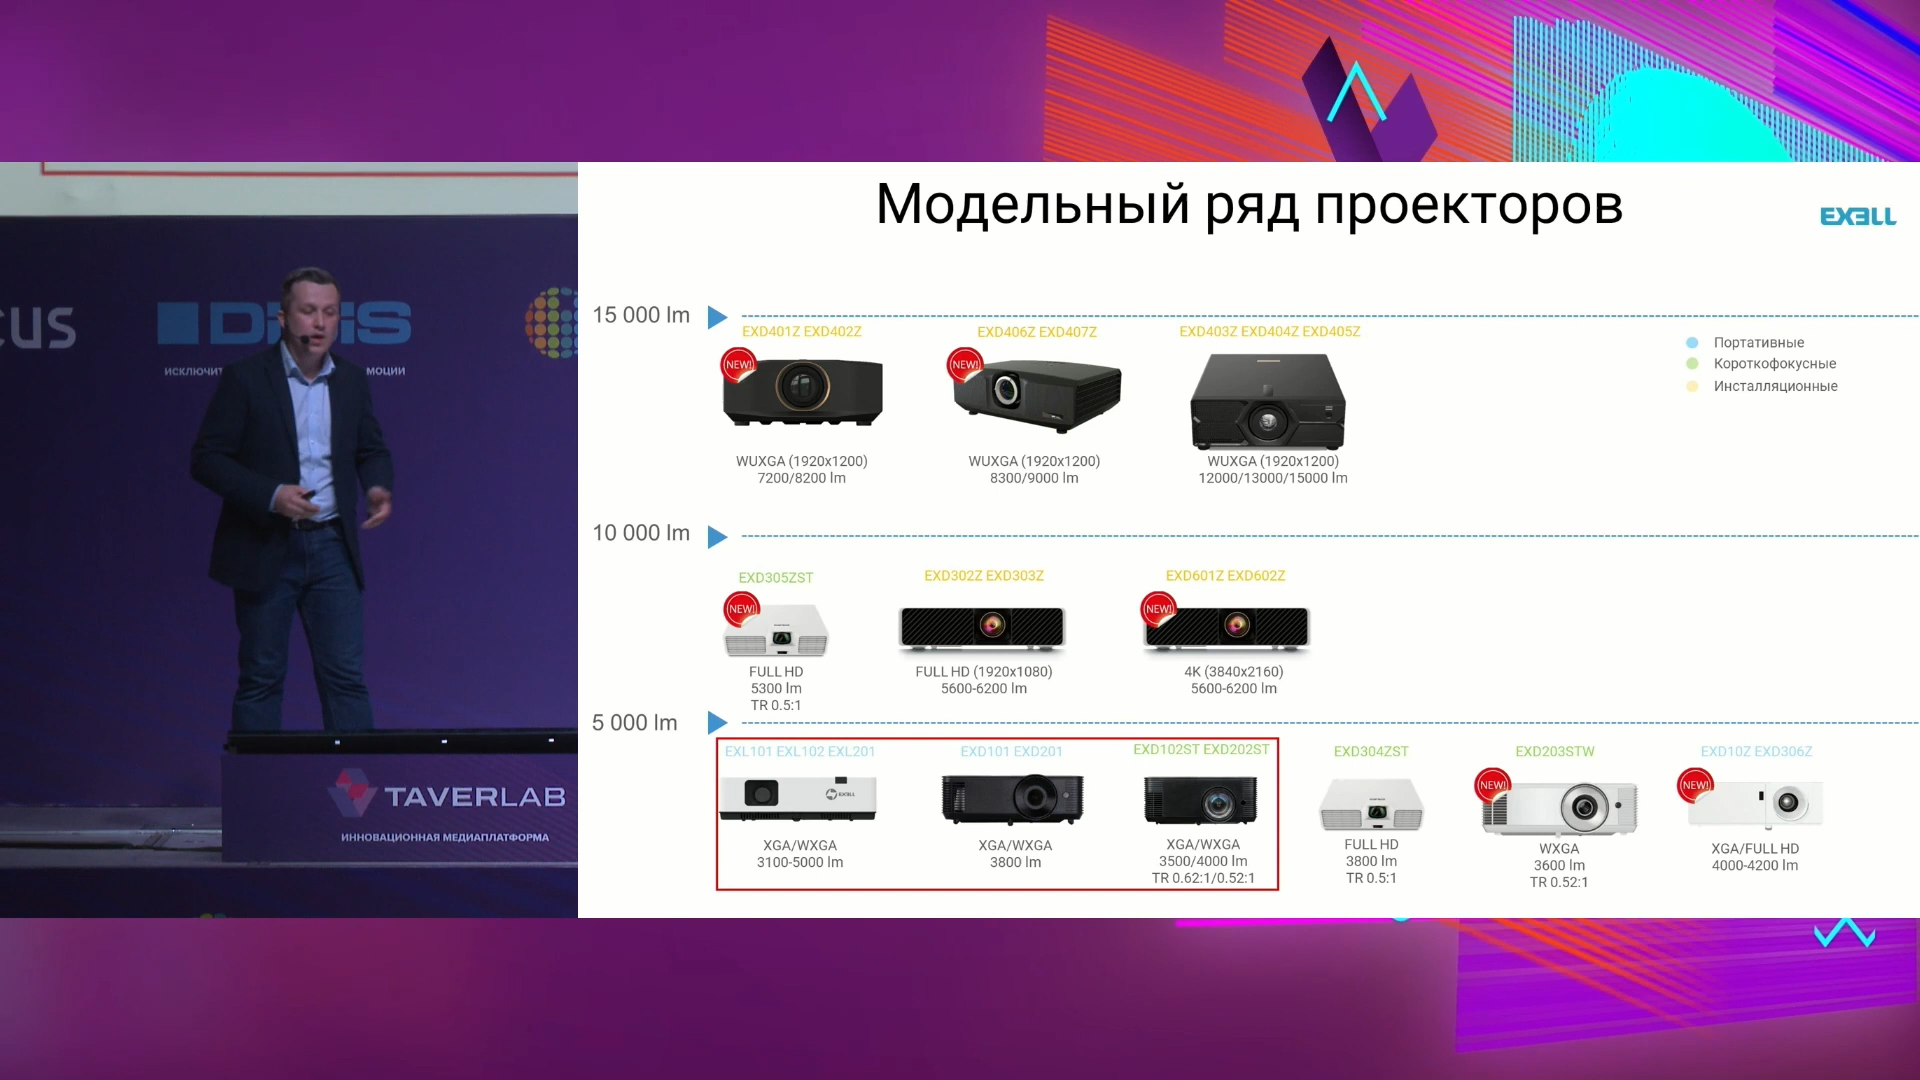 Модельный ряд проекторов
EXELL
15 000 lm
EXD401Z EXD402Z
EXD406Z EXD407Z
EXD403Z EXD404Z EXD405Z
NEW!
NEW!
Портативные
Короткофокусные
Инсталляционные
WUXGA (1920x1200)
7200/8200 lm
WUXGA (1920x1200)
8300/9000 lm
WUXGA (1920x1200)
12000/13000/15000 lm
10 000 lm
EXD305ZST
EXD302Z EXD303Z
EXD601Z EXD602Z
NEW!
NEW!
FULL HD
5300 lm
TR 0.5:1
FULL HD (1920x1080)
5600-6200 lm
4K (3840x2160)
5600-6200 lm
5 000 lm
EXL101 EXL102 EXL201
EXD101 EXD201
EXD102ST EXD202ST
EXD304ZST
EXD203STW
EXD10Z EXD306Z
NEW!
NEW!
EXELL
XGA/WXGA
3100-5000 lm
XGA/WXGA
3800 lm
XGA/WXGA
3500/4000 lm
TR 0.62:1/0.52:1
FULL HD
3800 lm
TR 0.5:1
WXGA
3600 lm
TR 0.52:1
XGA/FULL HD
4000-4200 lm
cus
DIGIS
ИСКЛЮЧИТ
МОЦИИ
TAVERLAB
ИННОВАЦИОННАЯ МЕДИАПЛАТФОРМА